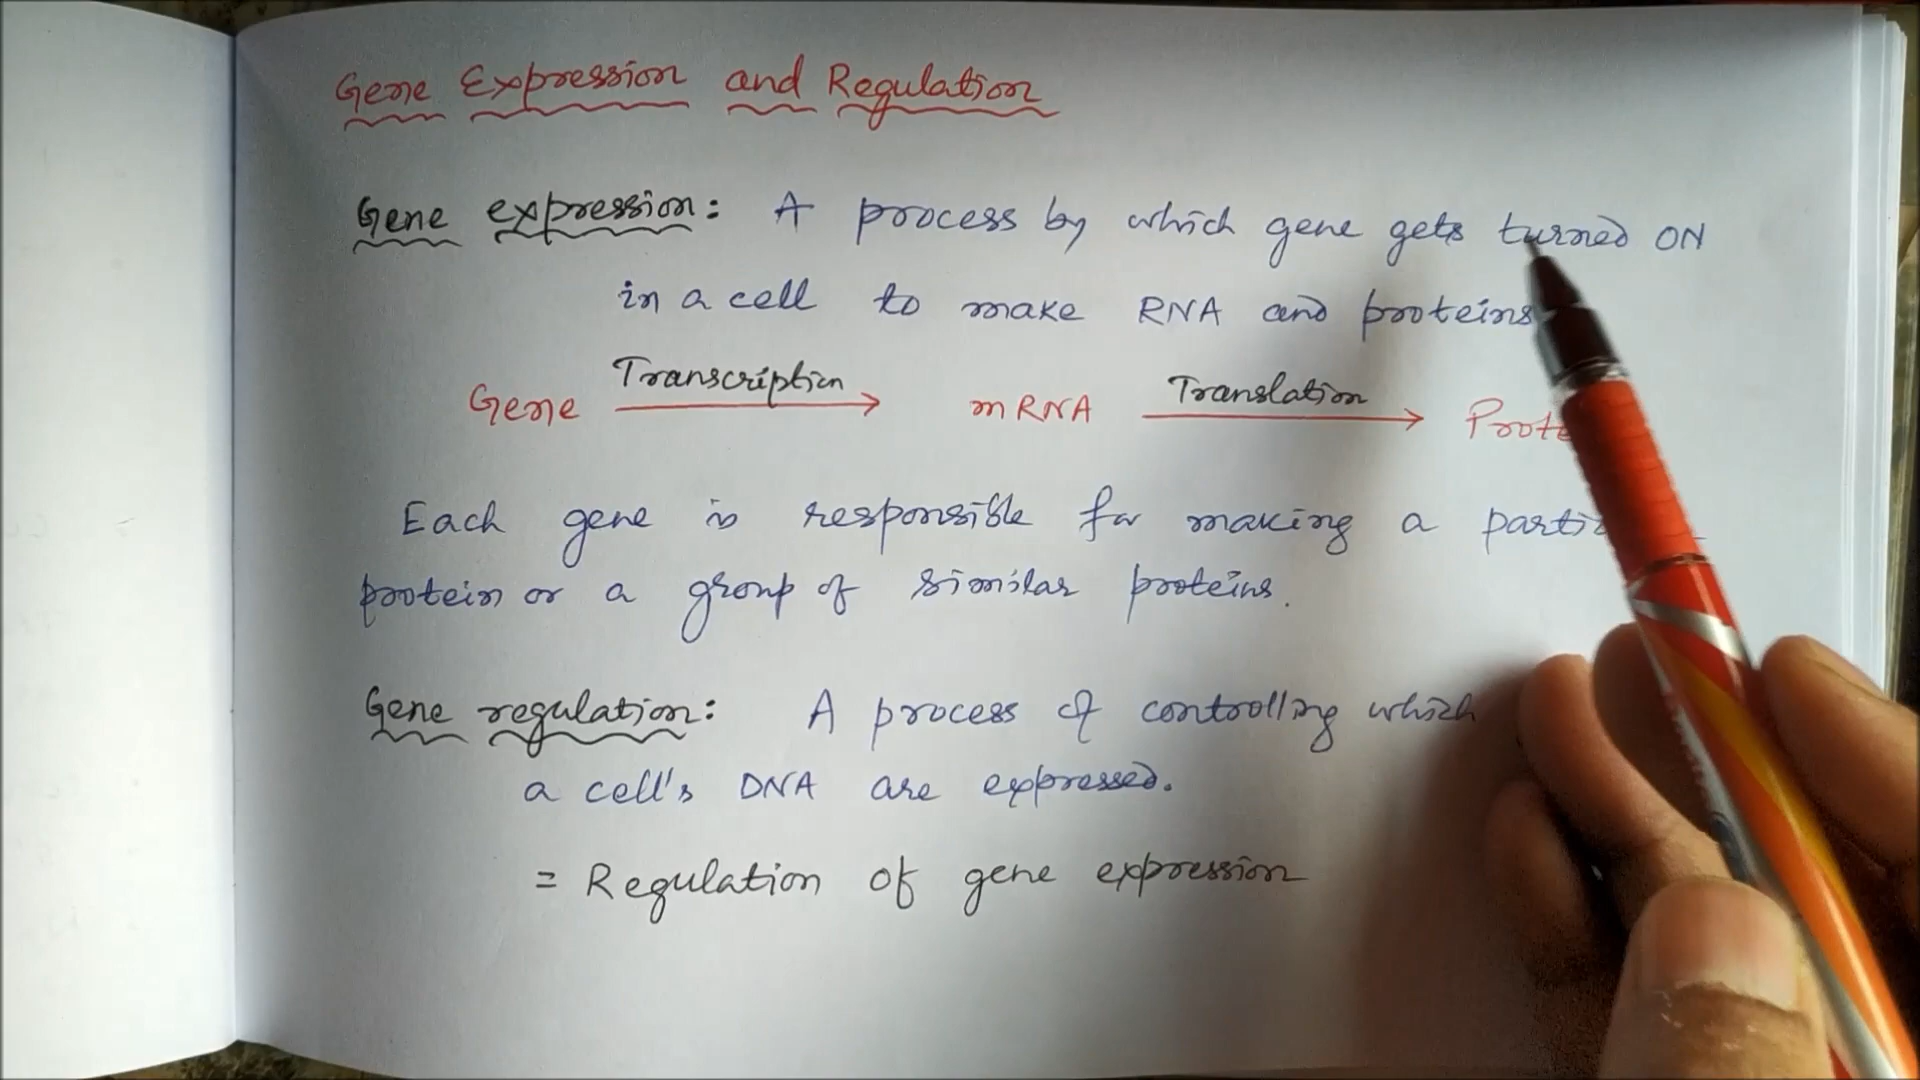 Gene Expression and Regulation
Gene expression: A process by which gene gets turned ON
in a cell to make RNA and proteins
Transcription Translation
Gene mRNA
Each gene is responsible for making a
protein or a group of similar proteins.
Gene regulation: A process of controlling which
a cell's DNA are expressed.
= Regulation of gene expression